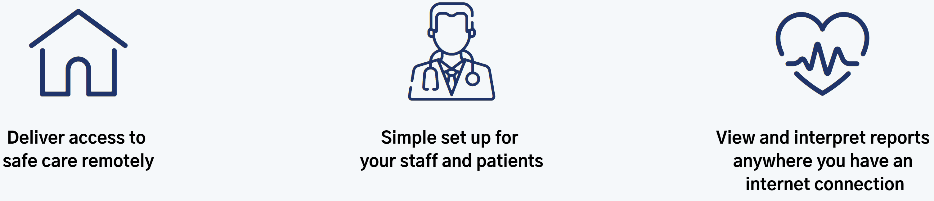 Deliver access to
safe care remotely
Simple set up for
your staff and patients
View and interpret reports
anywhere you have an
internet connection